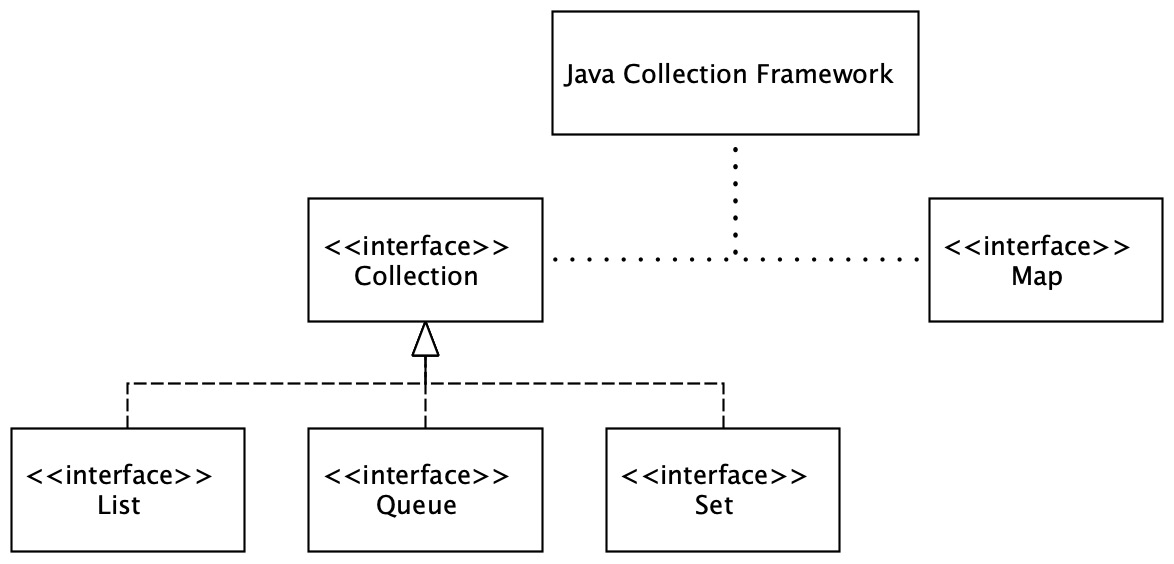 Java Collection Framework
<<interface>>
Collection
<<interface>>
Map
<<interface>>
List
<<interface>>
Queue
<<interface>>
Set